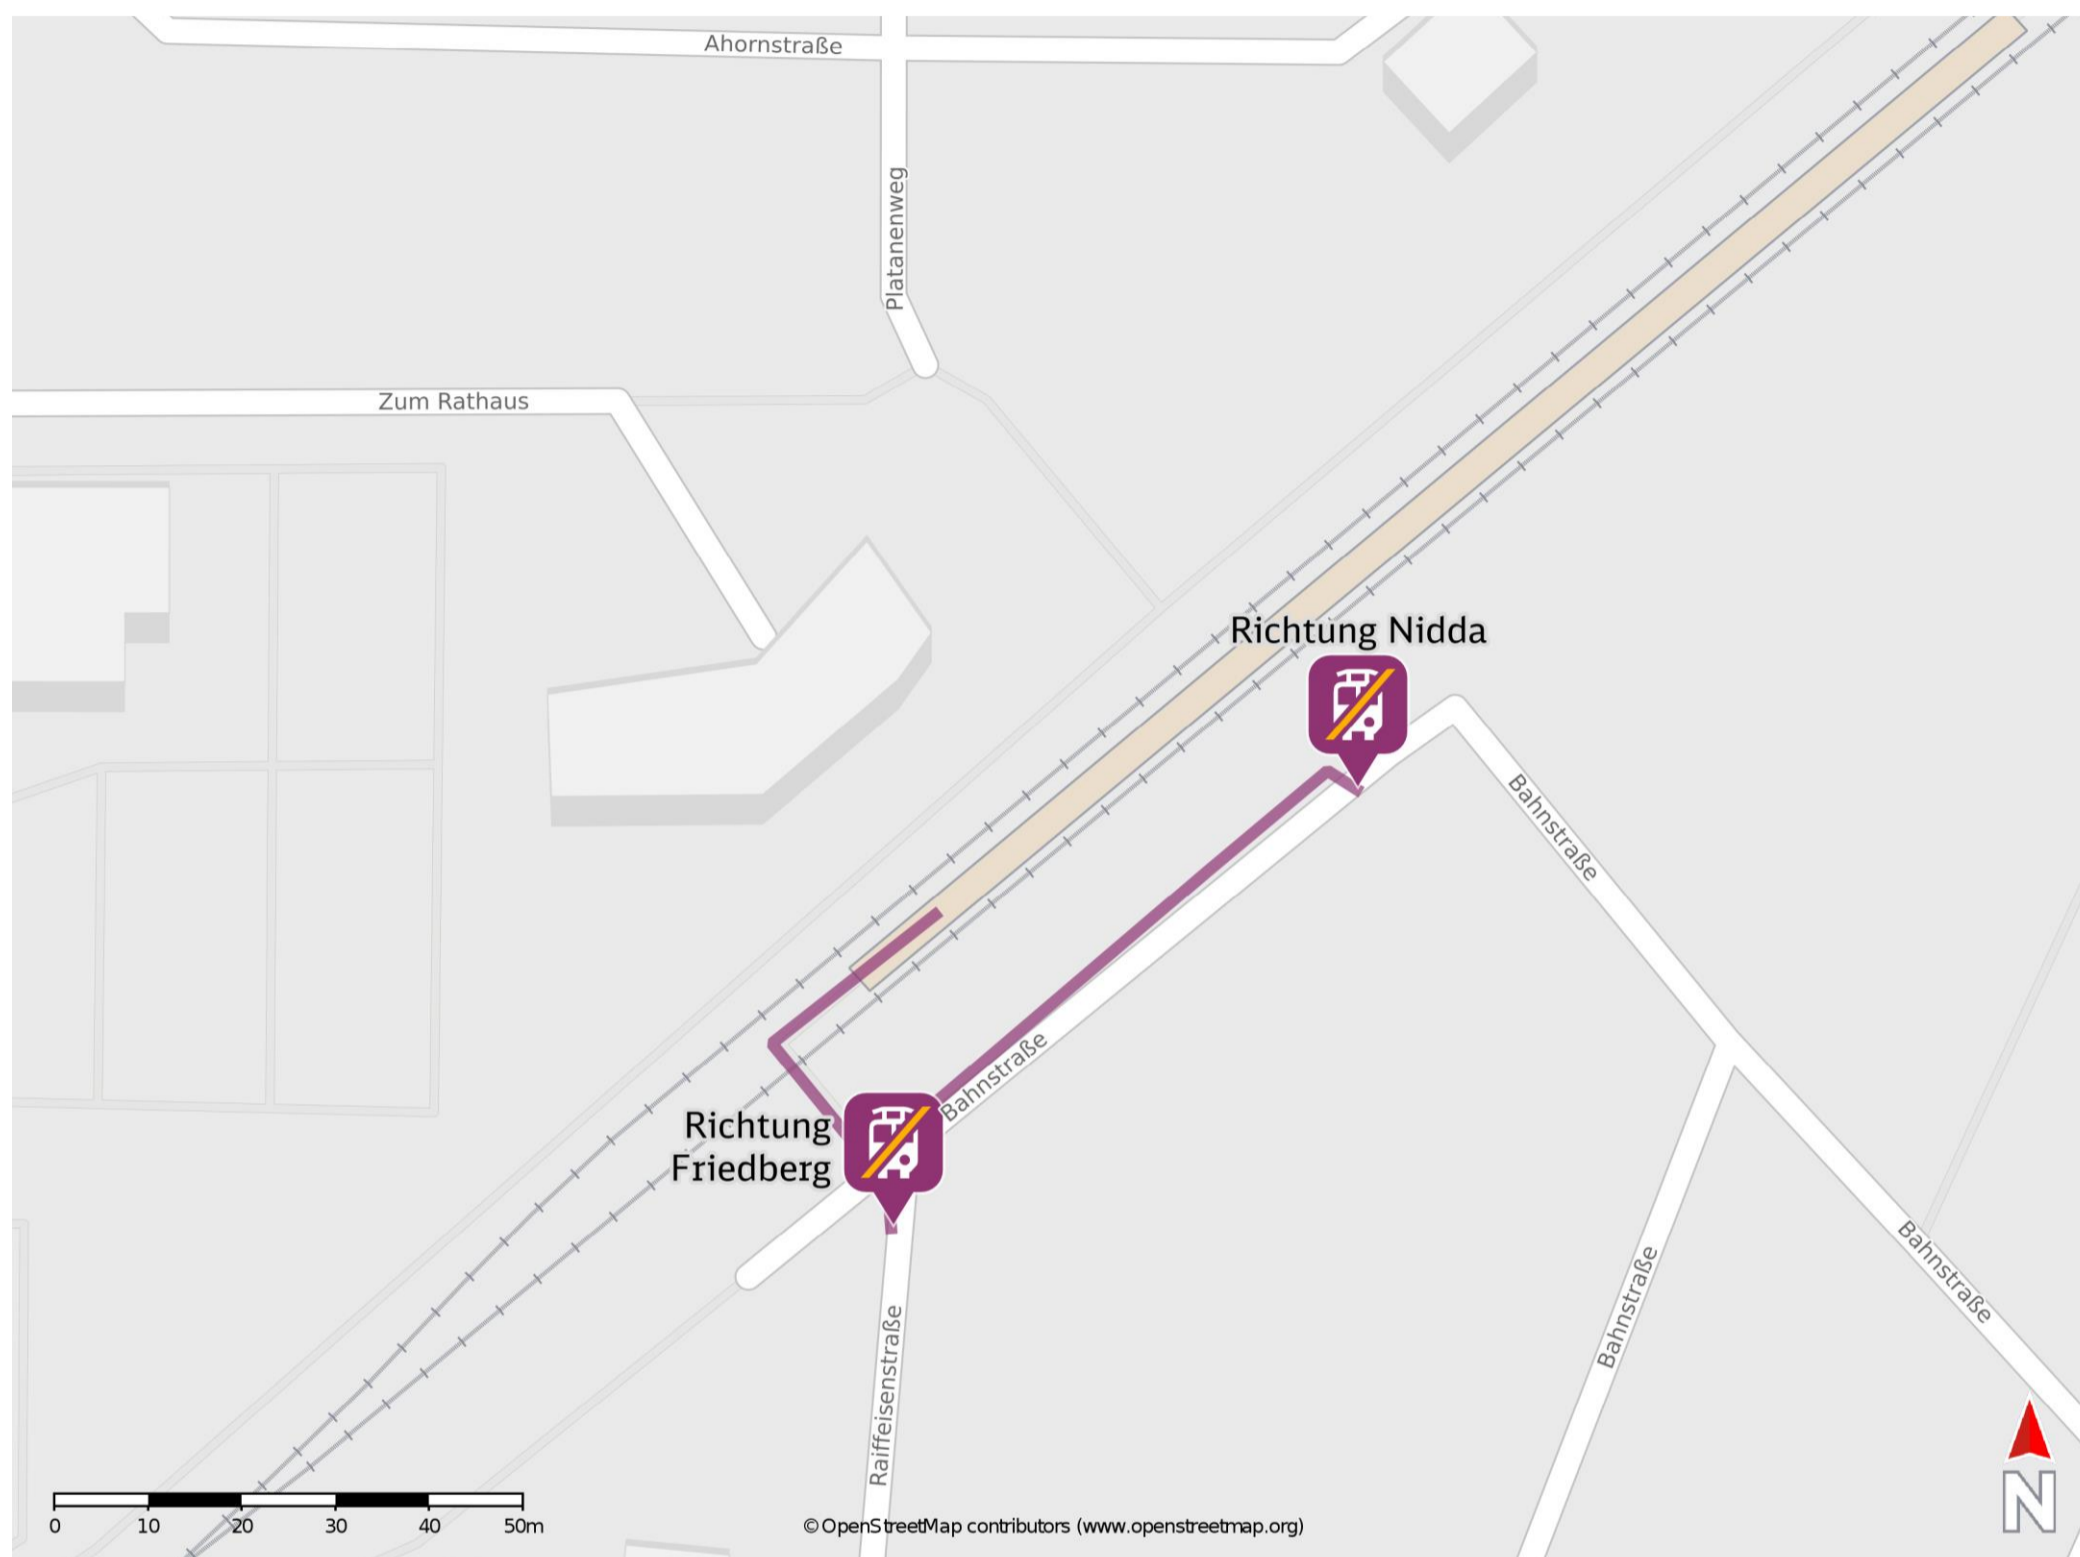 Ahornstraße
Platanenweg
Zum Rathaus
Richtung Nidda
Bahnstraße
Bahnstraße
Richtung
Friedberg
Bahnstraße
Bahnstraße
Raiffeisenstraße
N
0 10 20 30 40 50m
© OpenStreetMap contributors (www.openstreetmap.org)